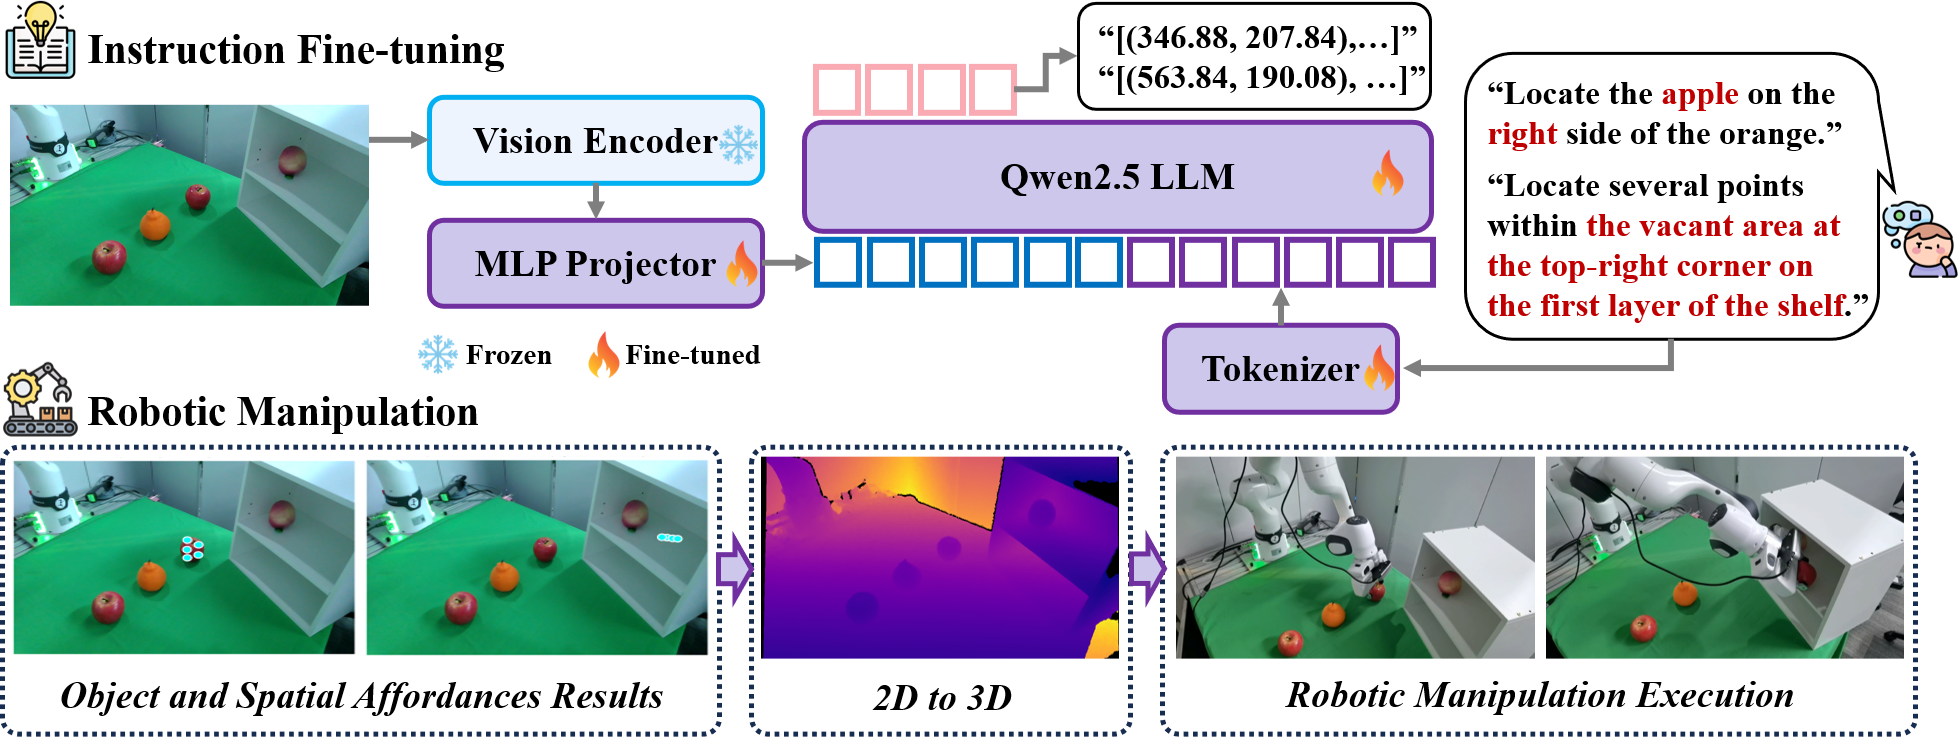 Instruction Fine-tuning
“[(346.88, 207.84),…]”
“[(563.84, 190.08), …]”
Vision Encoder
Qwen2.5 LLM
“Locate the apple on the
right side of the orange.”
“Locate several points
within the vacant area at
the top-right corner on
the first layer of the shelf.”
MLP Projector
Frozen
Fine-tuned
Tokenizer
Robotic Manipulation
Object and Spatial Affordances Results
2D to 3D
Robotic Manipulation Execution